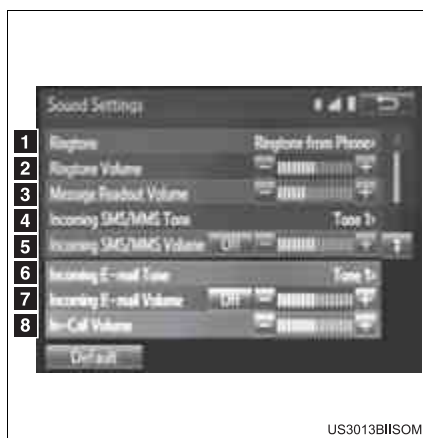 Sound Settings
1 Ringtone Ringtone from Phone>
2 Ringtone Volume
3 Message Readout Volume
4 Incoming SMS/MMS Tone Tone 1>
5 Incoming SMS/MMS Volume Off
6 Incoming E-mail Tone Tone 1>
7 Incoming E-mail Volume Off
8 In-Call Volume
Default
US3013BIISOM